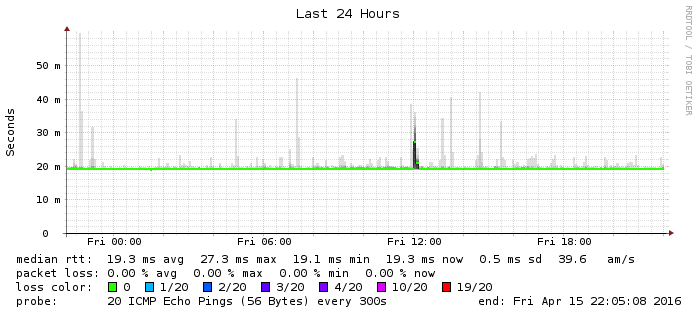 Last 24 Hours
RRDTOOL / TOBI OETIKER
Seconds
50 m
40 m
30 m
20 m
10 m
0
Fri 00:00 Fri 06:00 Fri 12:00 Fri 18:00
median rtt: 19.3 ms avg 27.3 ms max 19.1 ms min 19.3 ms now 0.5 ms sd 39.6 am/s
packet loss: 0.00 % avg 0.00 % max 0.00 % min 0.00 % now
loss color: 0 1/20 2/20 3/20 4/20 10/20 19/20
probe: 20 ICMP Echo Pings (56 Bytes) every 300s end: Fri Apr 15 22:05:08 2016